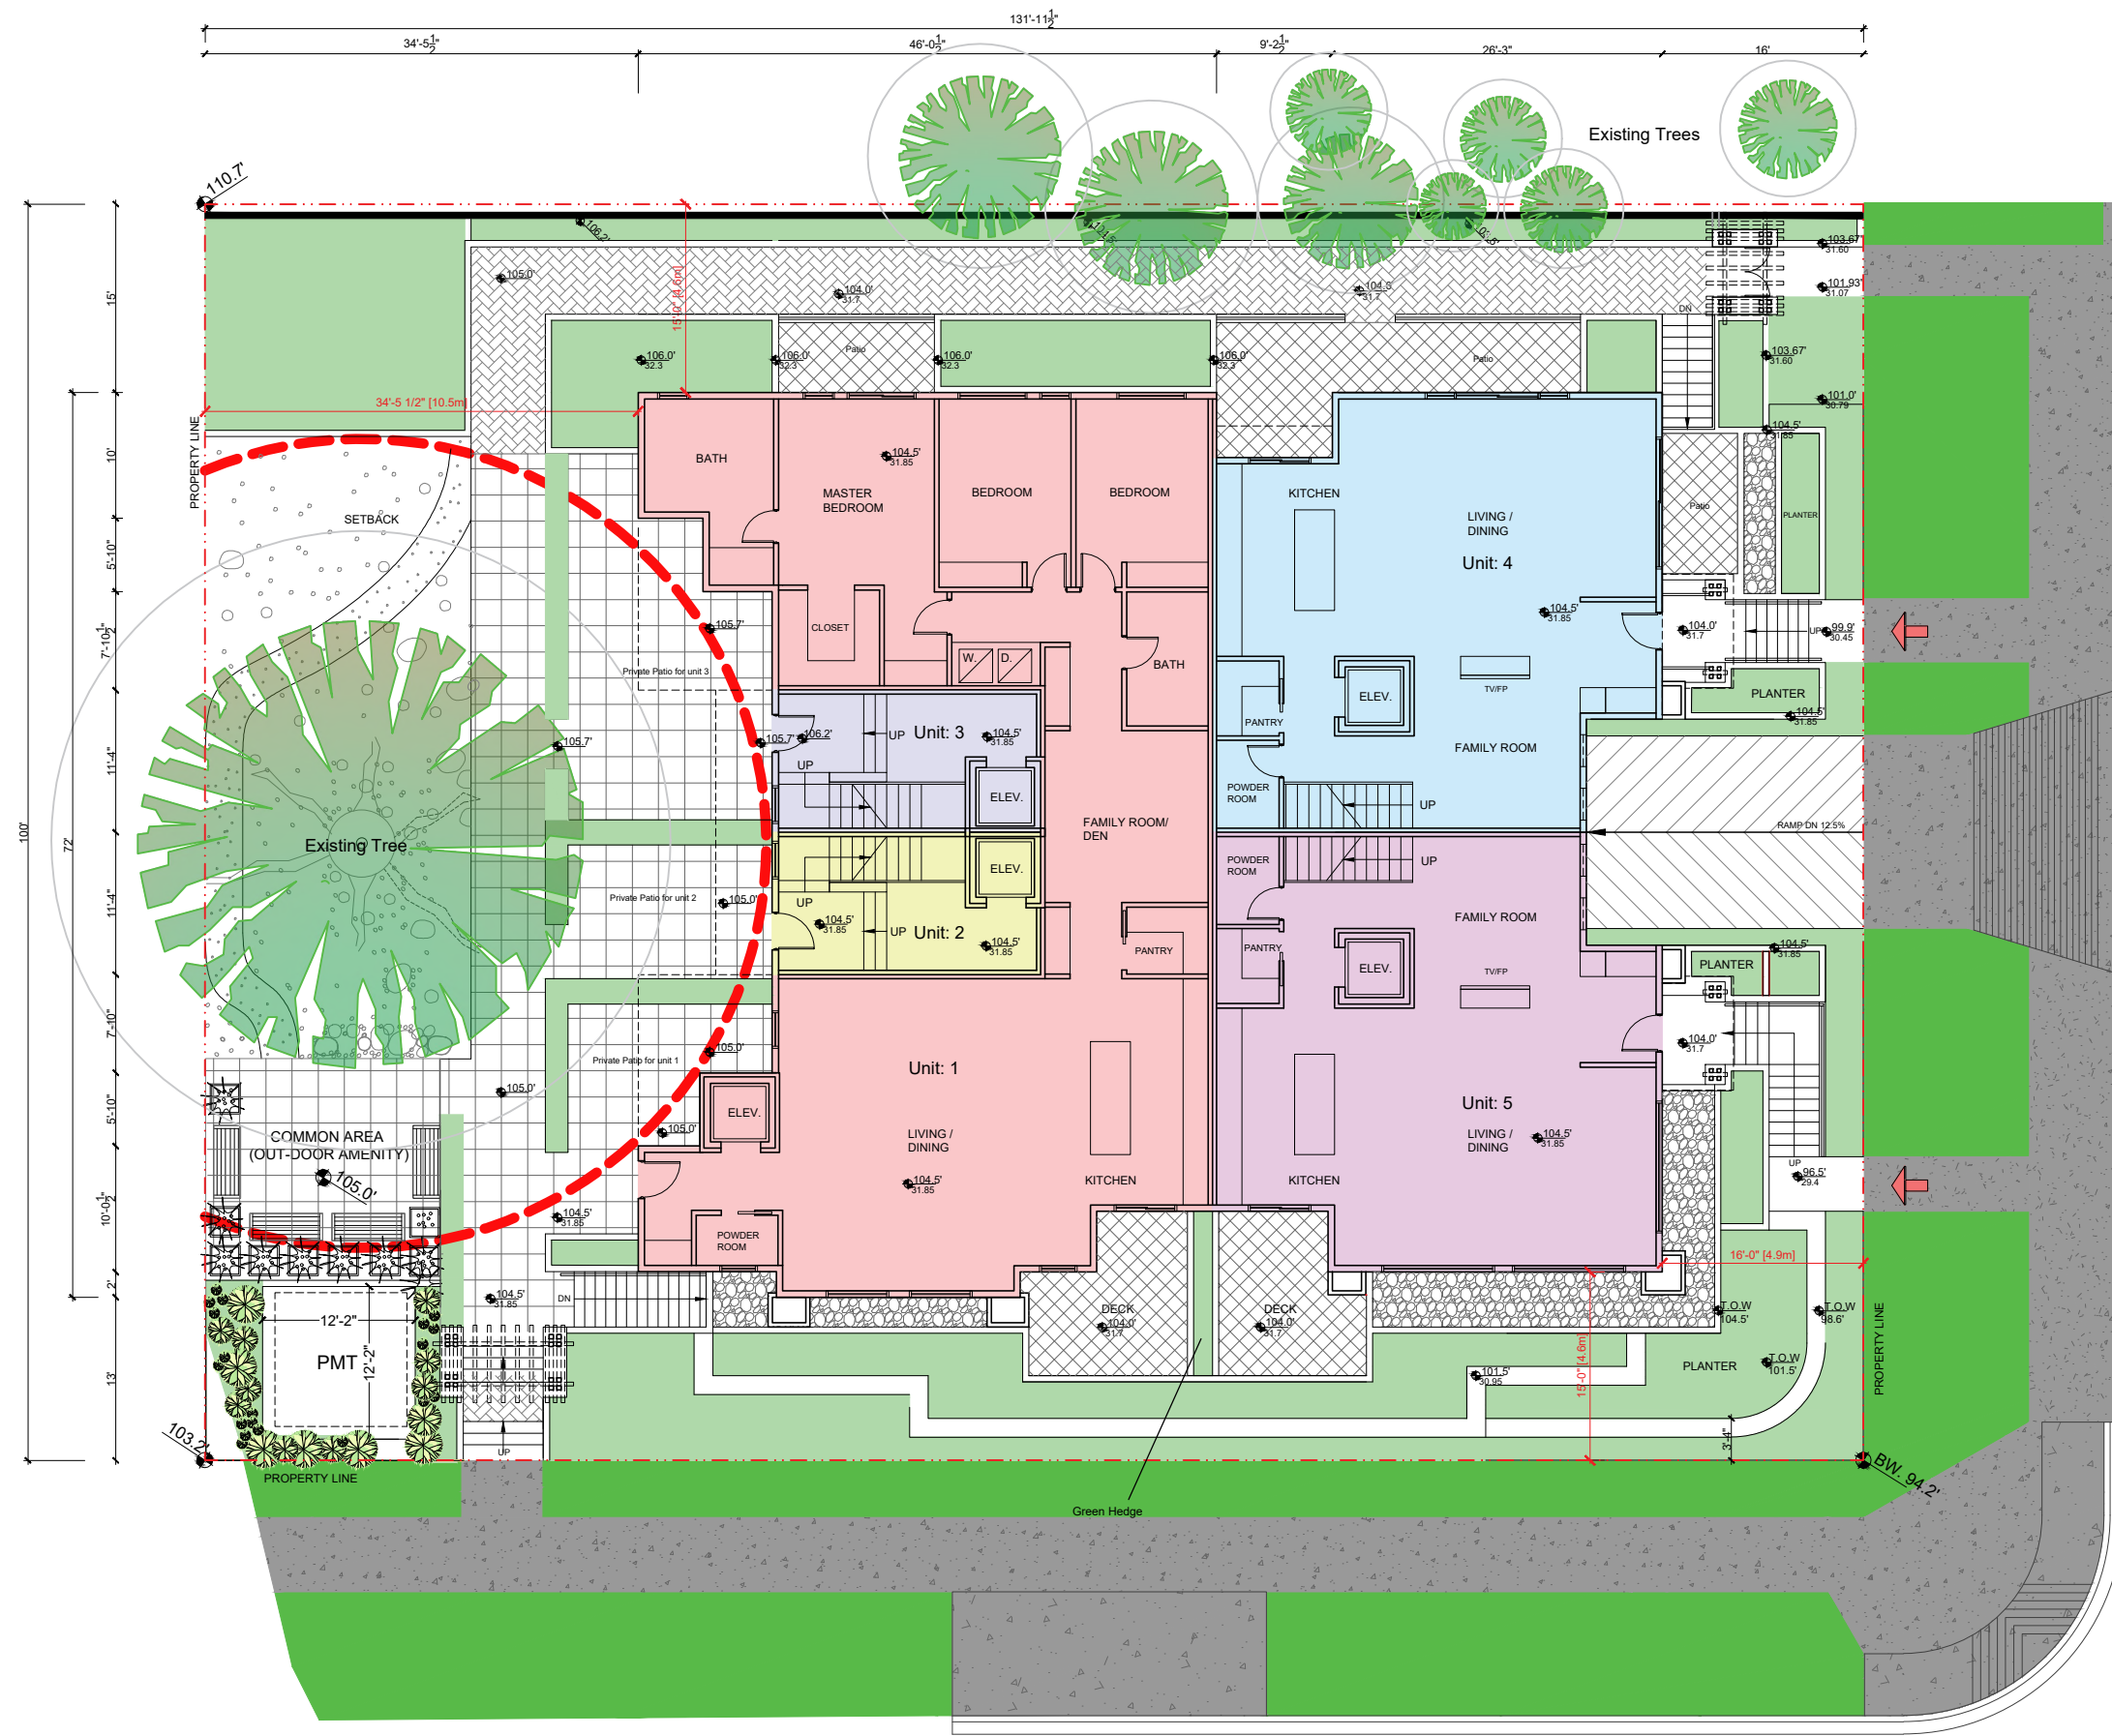 131'-11 1/2"
34'-5 1/2"
46'-0 1/2"
9'-2 1/2"
26'-3"
16'
Existing Trees
110.7'
106.2'
103.67'
31.60
105.0'
104.0'
31.7
31.7
101.93'
31.07
DN
15'
15'-0" [4.6m]
106.0'
32.3
106.0'
32.3
106.0'
32.3
106.0'
32.3
Patio
Patio
103.67'
31.60
101.0'
30.79
34'-5 1/2" [10.5m]
PROPERTY LINE
104.5'
31.85
10'
BATH
104.5'
31.85
MASTER
BEDROOM
BEDROOM
BEDROOM
KITCHEN
LIVING /
DINING
Patio
PLANTER
SETBACK
Unit: 4
5'-10"
7'-10 1/2"
CLOSET
104.5'
31.85
105.7'
W.
D.
BATH
104.0'
31.7
UP
99.9'
30.45
Private Patio for unit 3
TV/FP
ELEV.
PLANTER
104.5'
31.85
PANTRY
11'-4"
105.7'
105.7'
106.2'
UP
Unit: 3
104.5'
31.85
FAMILY ROOM
UP
ELEV.
POWDER
ROOM
UP
FAMILY ROOM/
DEN
RAMP DN 12.5%
100'
72'
Existing Tree
ELEV.
POWDER
ROOM
UP
11'-4"
Private Patio for unit 2
105.0'
UP
104.5'
31.85
UP
Unit: 2
104.5'
31.85
FAMILY ROOM
PANTRY
PANTRY
ELEV.
TV/FP
104.5'
31.85
PLANTER
7'-10"
104.0'
31.7
105.0'
Private Patio for unit 1
Unit: 1
105.0'
5'-10"
ELEV.
Unit: 5
105.0'
COMMON AREA
(OUT-DOOR AMENITY)
LIVING /
DINING
LIVING /
DINING
104.5'
31.85
105.0'
104.5'
31.85
KITCHEN
KITCHEN
UP
96.5'
29.4
10'-0 1/2"
104.5'
31.85
POWDER
ROOM
16'-0" [4.9m]
2'
104.5'
31.85
DN
DECK
104.0'
31.7
DECK
104.0'
31.7
T.O.W
104.5'
T.O.W
98.6'
12'-2"
PMT
12'-2"
13'
101.5'
30.95
15'-0" [4.6m]
PLANTER
T.O.W
101.5'
PROPERTY LINE
3'-4"
103.2'
UP
BW. 94.2'
PROPERTY LINE
Green Hedge